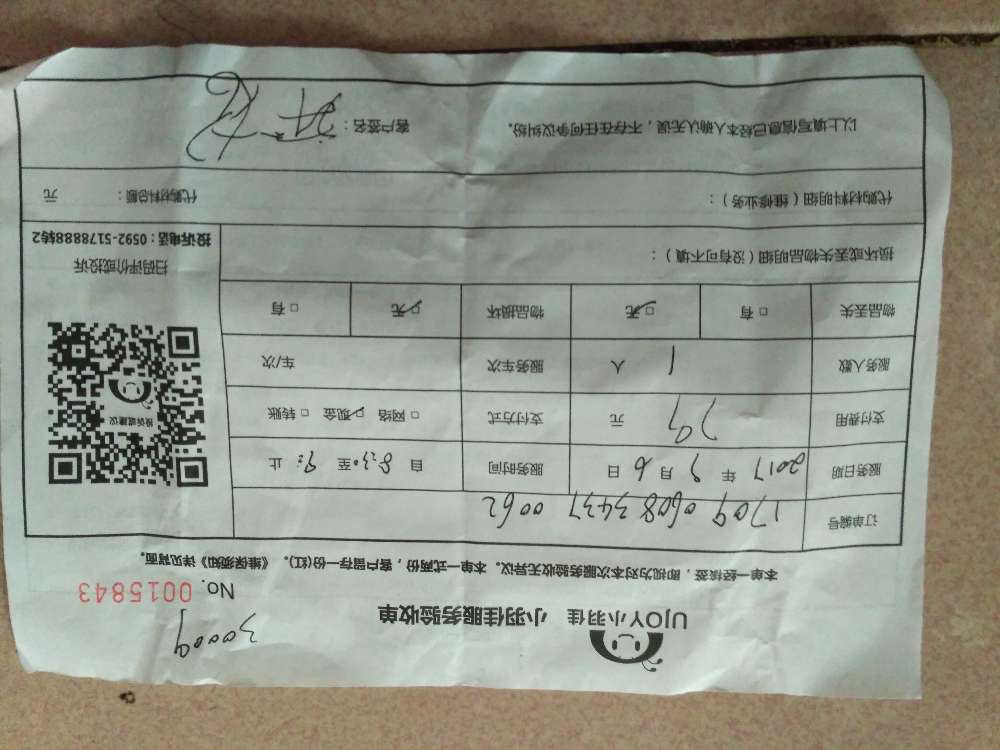 30009
UJOY小羽佳 小羽佳服务验收单
No. 0015843
本单一经核签，即视为对本次服务验收无异议。本单一式两份，客户留存一份(红)。《维保须知》详见背面。
订单编号 1709 0608 3437 0062
服务日期 2017 年 9 月 6 日 服务时间 自 8:30 至 9: 止
支付费用 79 元 支付方式 □ 网络 □ 现金 □ 转账
服务人数 1 人 服务车次 车/次
物品丢失 □ 有 □ 无 物品损坏 □ 无 □ 有
损坏或丢失物品明细（没有可不填）：
投诉或建议
扫码评价或投诉
投诉电话：0592-5178888转2
代购材料明细（维修业务）： 代购材料总额： 元
以上填写信息已经本人确认无误，不存在任何争议纠纷。 客户签名：